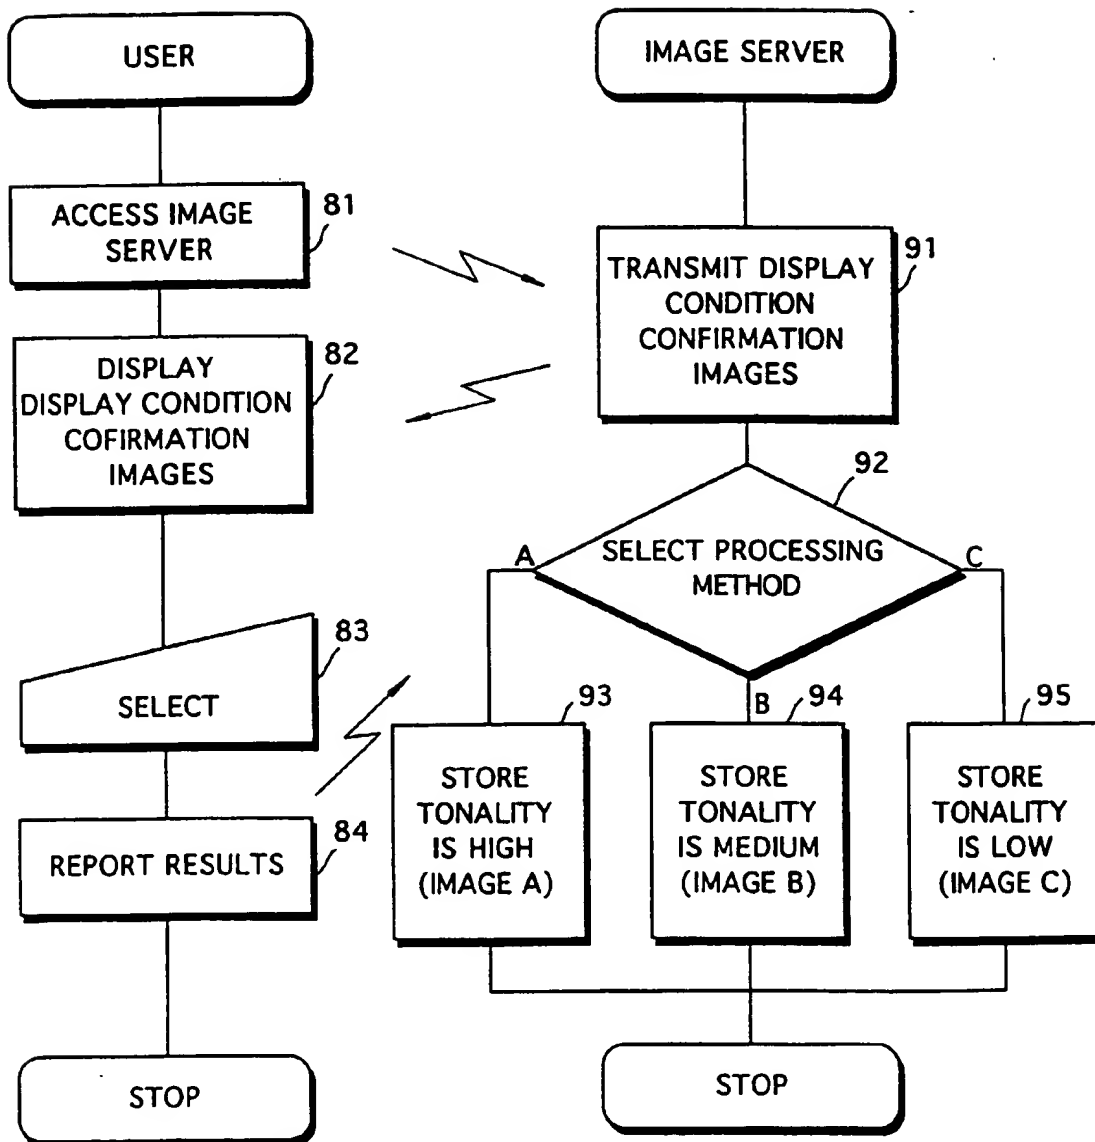 USER
ACCESS IMAGE
SERVER
81
DISPLAY
DISPLAY CONDITION
COFIRMATION
IMAGES
82
83
SELECT
84
REPORT RESULTS
STOP
IMAGE SERVER
91
TRANSMIT DISPLAY
CONDITION
CONFIRMATION
IMAGES
92
SELECT PROCESSING
METHOD
A
B
C
93
STORE
TONALITY
IS HIGH
(IMAGE A)
94
STORE
TONALITY
IS MEDIUM
(IMAGE B)
95
STORE
TONALITY
IS LOW
(IMAGE C)
STOP